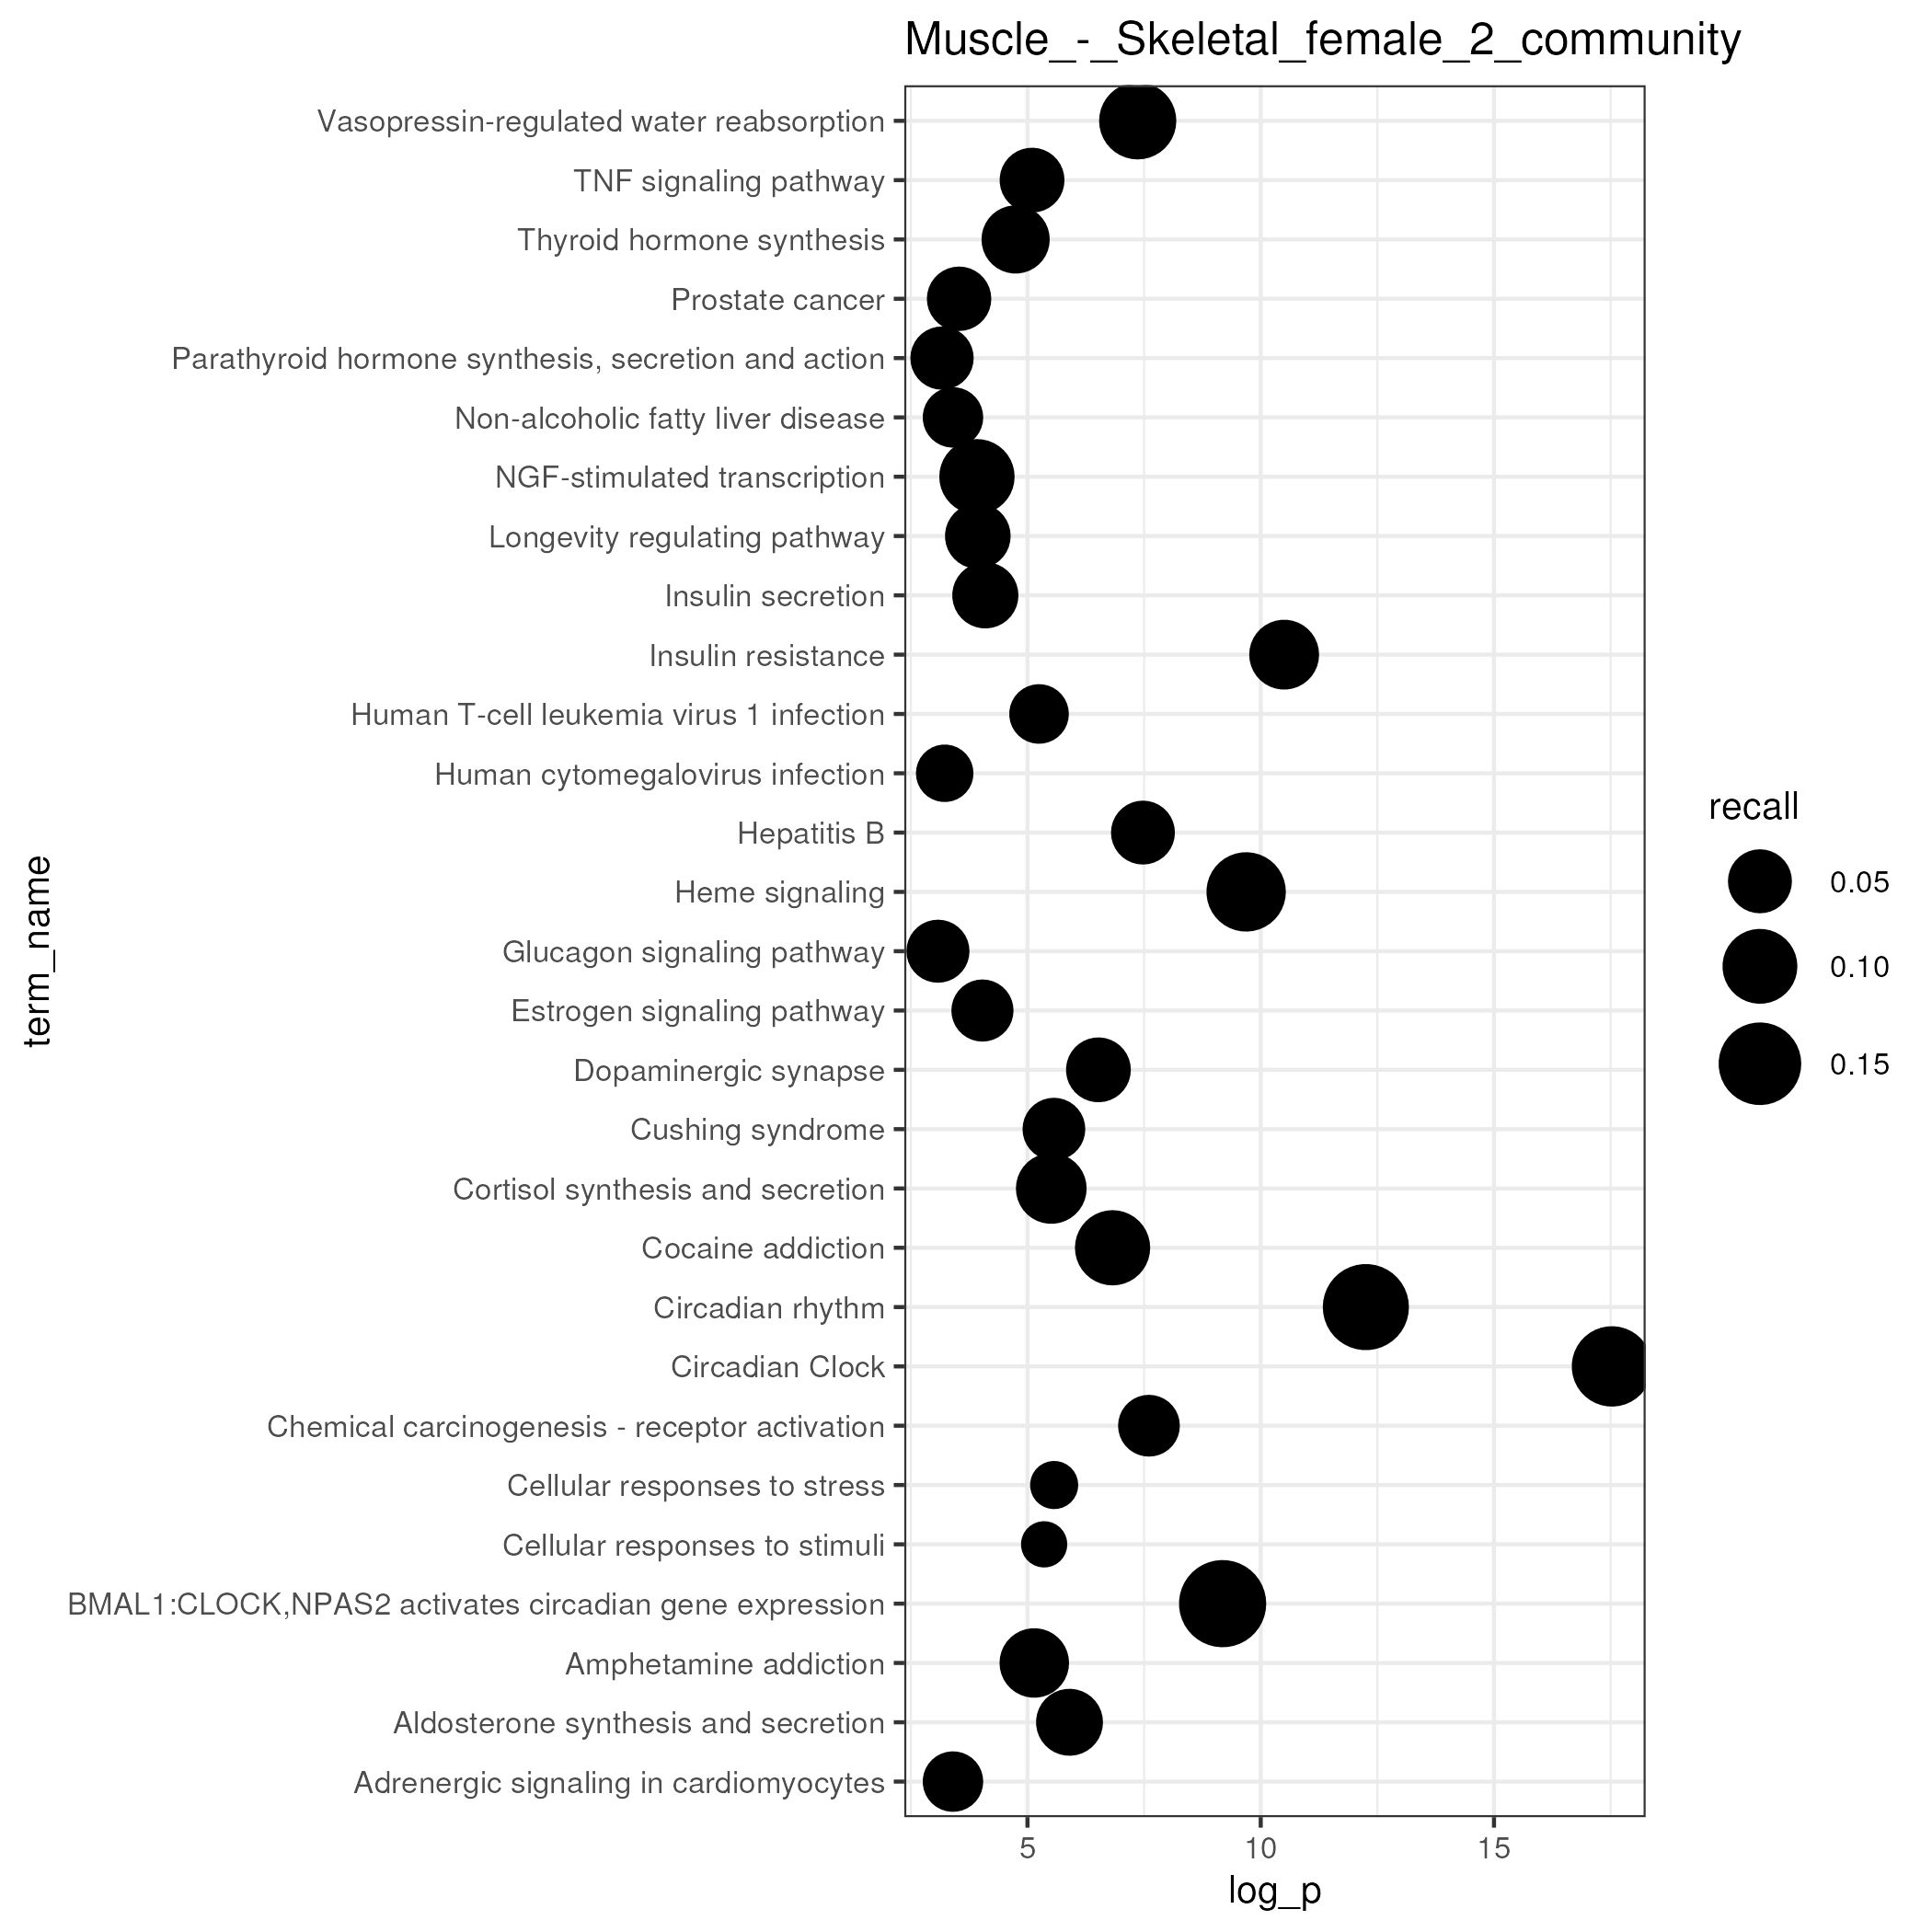 Muscle_-_Skeletal_female_2_community
Vasopressin-regulated water reabsorption
TNF signaling pathway
Thyroid hormone synthesis
Prostate cancer
Parathyroid hormone synthesis, secretion and action
Non-alcoholic fatty liver disease
NGF-stimulated transcription
Longevity regulating pathway
Insulin secretion
Insulin resistance
Human T-cell leukemia virus 1 infection
Human cytomegalovirus infection
Hepatitis B
Heme signaling
Glucagon signaling pathway
Estrogen signaling pathway
Dopaminergic synapse
Cushing syndrome
Cortisol synthesis and secretion
Cocaine addiction
Circadian rhythm
Circadian Clock
Chemical carcinogenesis - receptor activation
Cellular responses to stress
Cellular responses to stimuli
BMAL1:CLOCK,NPAS2 activates circadian gene expression
Amphetamine addiction
Aldosterone synthesis and secretion
Adrenergic signaling in cardiomyocytes
term_name
5 10 15
log_p
recall
0.05
0.10
0.15